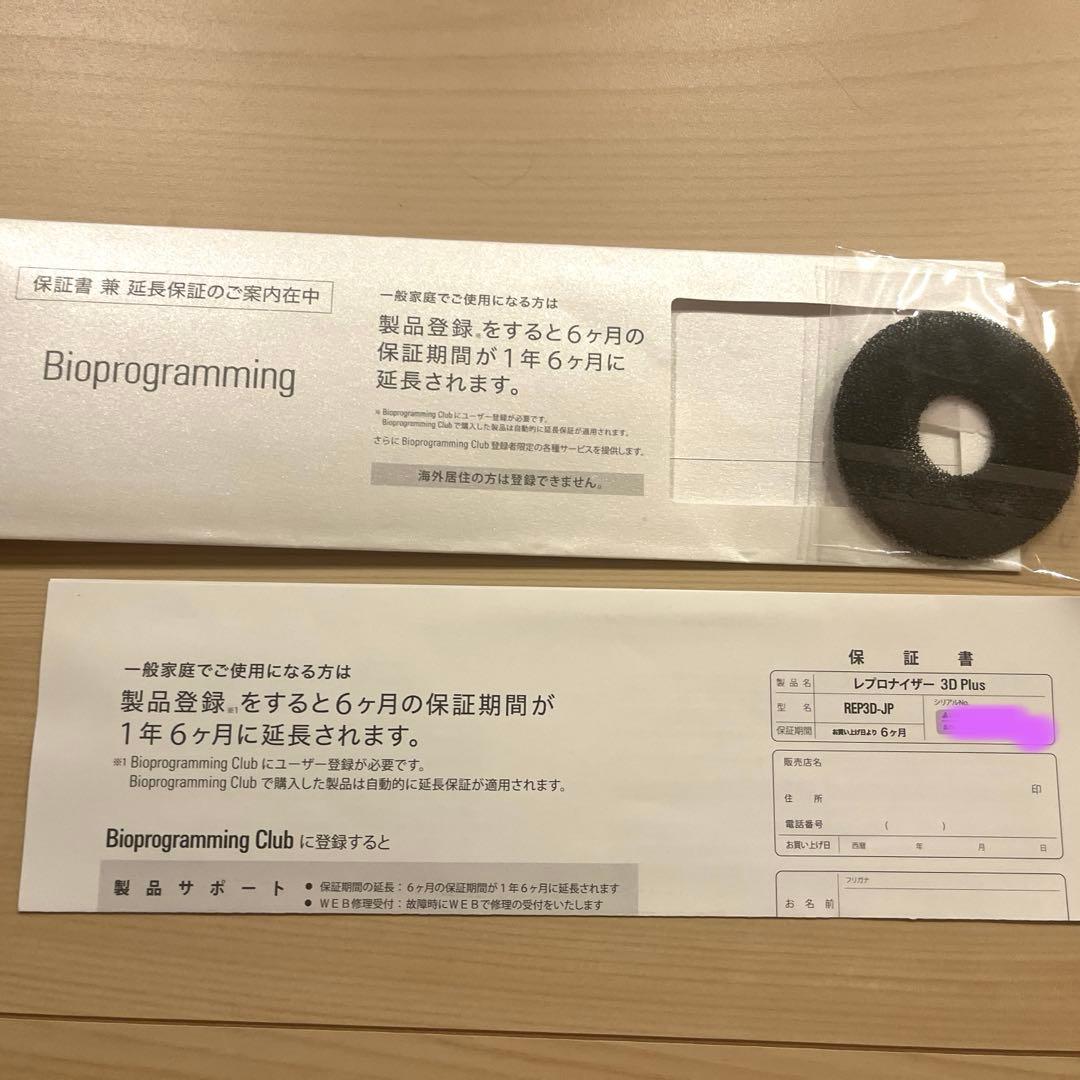 保証書 兼 延長保証のご案内在中
Bioprogramming
一般家庭でご使用になる方は
製品登録※をすると6ヶ月の
保証期間が1年6ヶ月に
延長されます。
※ Bioprogramming Clubにユーザー登録が必要です。
Bioprogramming Clubで購入した製品は自動的に延長保証が適用されます。
さらに Bioprogramming Club 登録者限定の各種サービスを提供します。
海外居住の方は登録できません。
一般家庭でご使用になる方は
製品登録※1をすると6ヶ月の保証期間が
1年6ヶ月に延長されます。
※1 Bioprogramming Club にユーザー登録が必要です。
Bioprogramming Club で購入した製品は自動的に延長保証が適用されます。
Bioprogramming Club に登録すると
製品サポート
● 保証期間の延長：6ヶ月の保証期間が1年6ヶ月に延長されます
● WEB修理受付：故障時にWEBで修理の受付をいたします
保証書
製品名 レプロナイザー 3D Plus
型名 REP3D-JP シリアルNo.
保証期間 お買い上げ日より 6ヶ月
販売店名
印
住所
電話番号 ( )
お買い上げ日 西暦 年 月 日
フリガナ
お名前